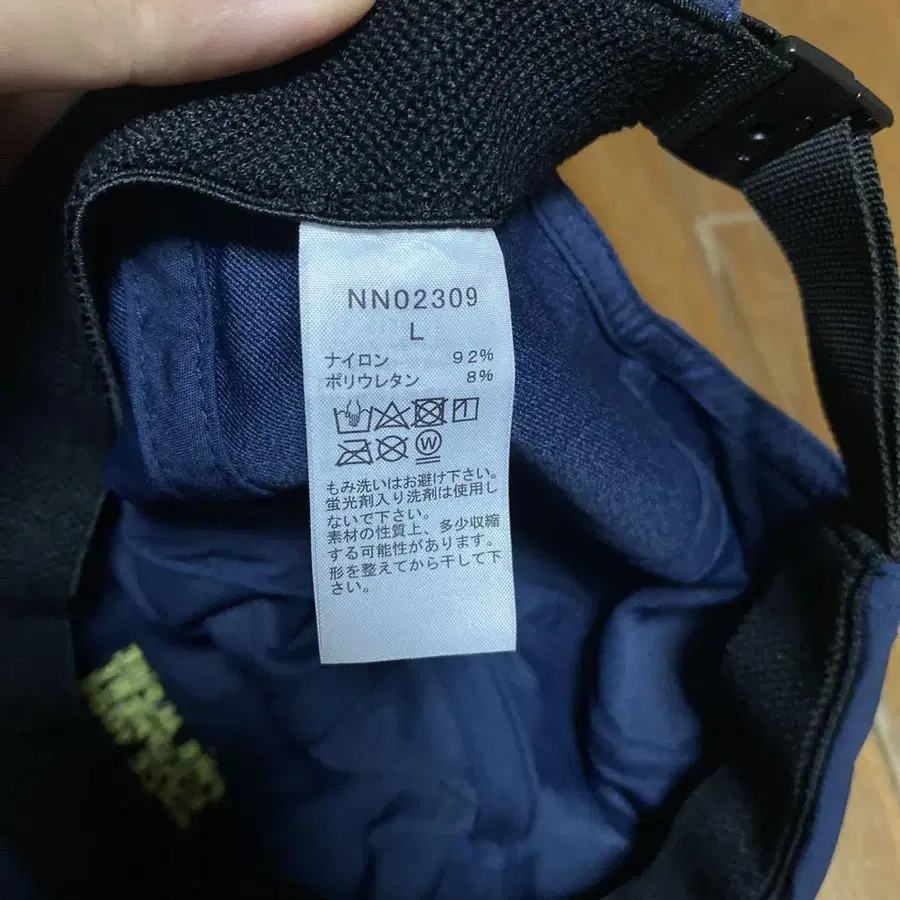 NN02309
L
ナイロン 92%
ポリウレタン 8%
W
もみ洗いはお避け下さい。
蛍光剤入り洗剤は使用し
ないで下さい。
素材の性質上、多少収縮
する可能性があります。
形を整えてから干して下
さい。